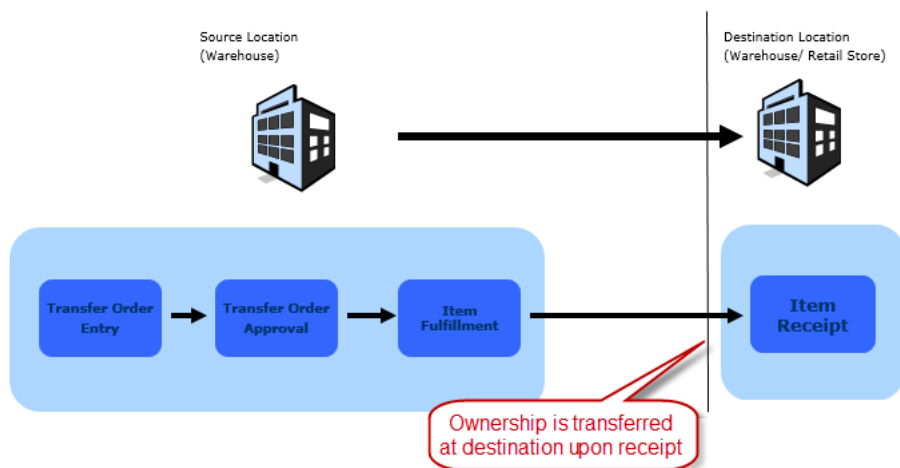 Source Location
(Warehouse)
Destination Location
(Warehouse/ Retail Store)
Transfer Order
Entry
Transfer Order
Approval
Item
Fulfillment
Item
Receipt
Ownership is transferred
at destination upon receipt